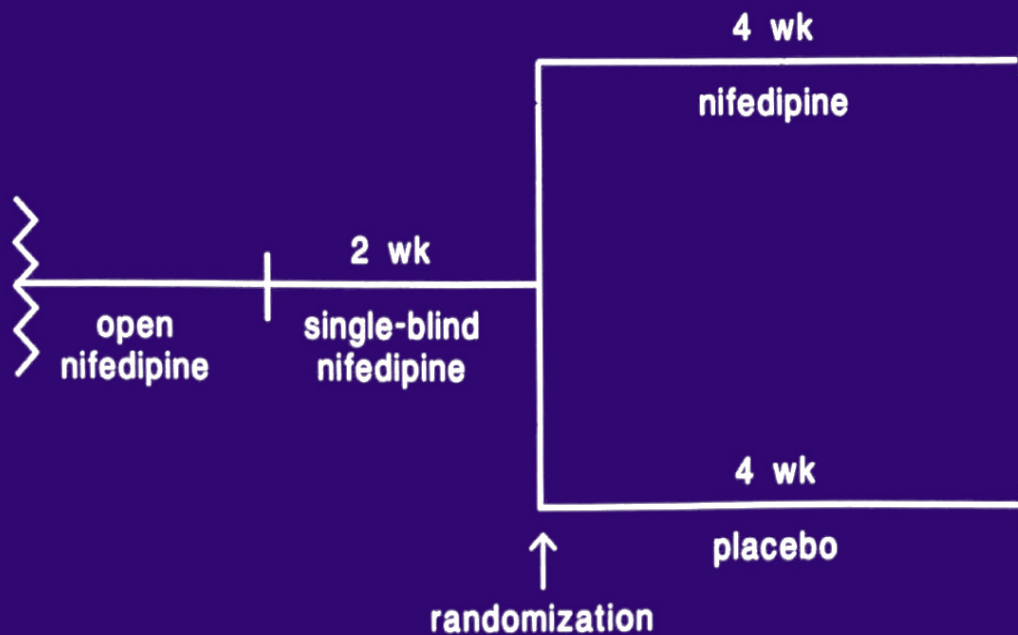 4 wk
nifedipine
2 wk
open
nifedipine
single-blind
nifedipine
4 wk
placebo
randomization